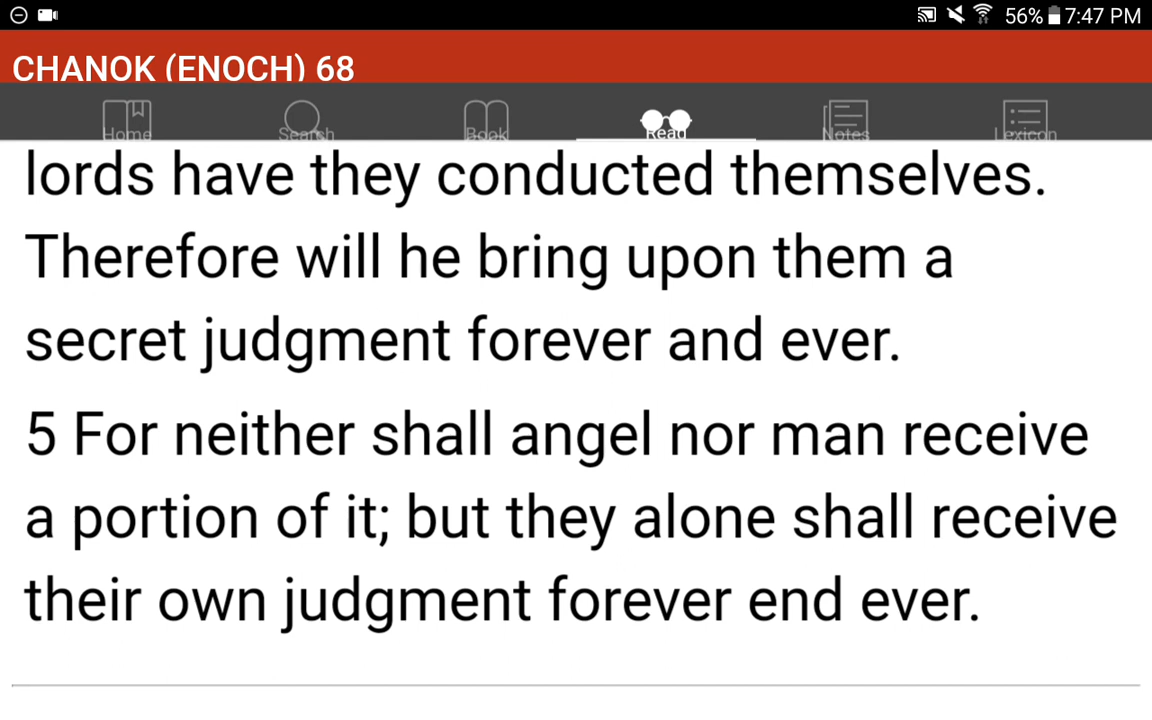 56% 7:47 PM
CHANOK (ENOCH) 68
Home Search Book Read Notes Lexicon
lords have they conducted themselves.
Therefore will he bring upon them a
secret judgment forever and ever.
5 For neither shall angel nor man receive
a portion of it; but they alone shall receive
their own judgment forever end ever.